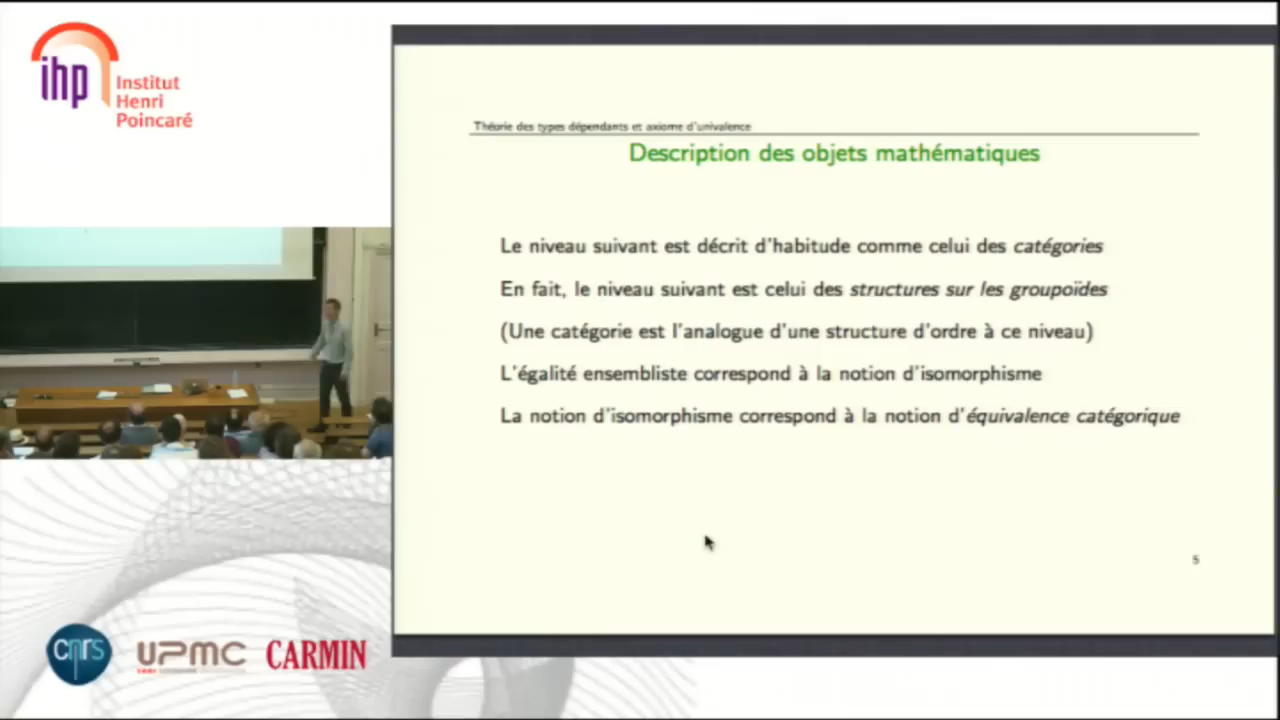 ihp
Institut
Henri
Poincaré
Théorie des types dépendants et axiome d'univalence
Description des objets mathématiques
Le niveau suivant est décrit d'habitude comme celui des catégories
En fait, le niveau suivant est celui des structures sur les groupoïdes
(Une catégorie est l'analogue d'une structure d'ordre à ce niveau)
L'égalité ensembliste correspond à la notion d'isomorphisme
La notion d'isomorphisme correspond à la notion d'équivalence catégorique
5
cnrs
UPMC
CARMIN